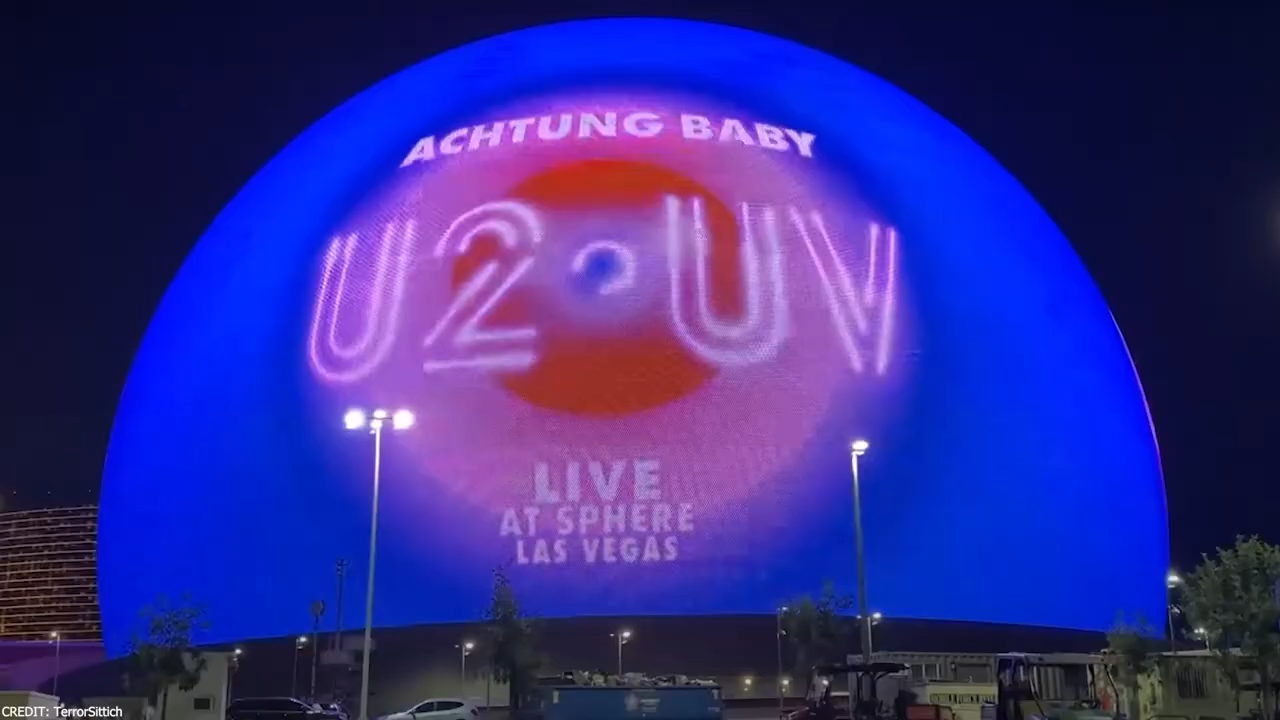 ACHTUNG BABY
U2 UV
LIVE
AT SPHERE
LAS VEGAS
CREDIT: TerrorSittich